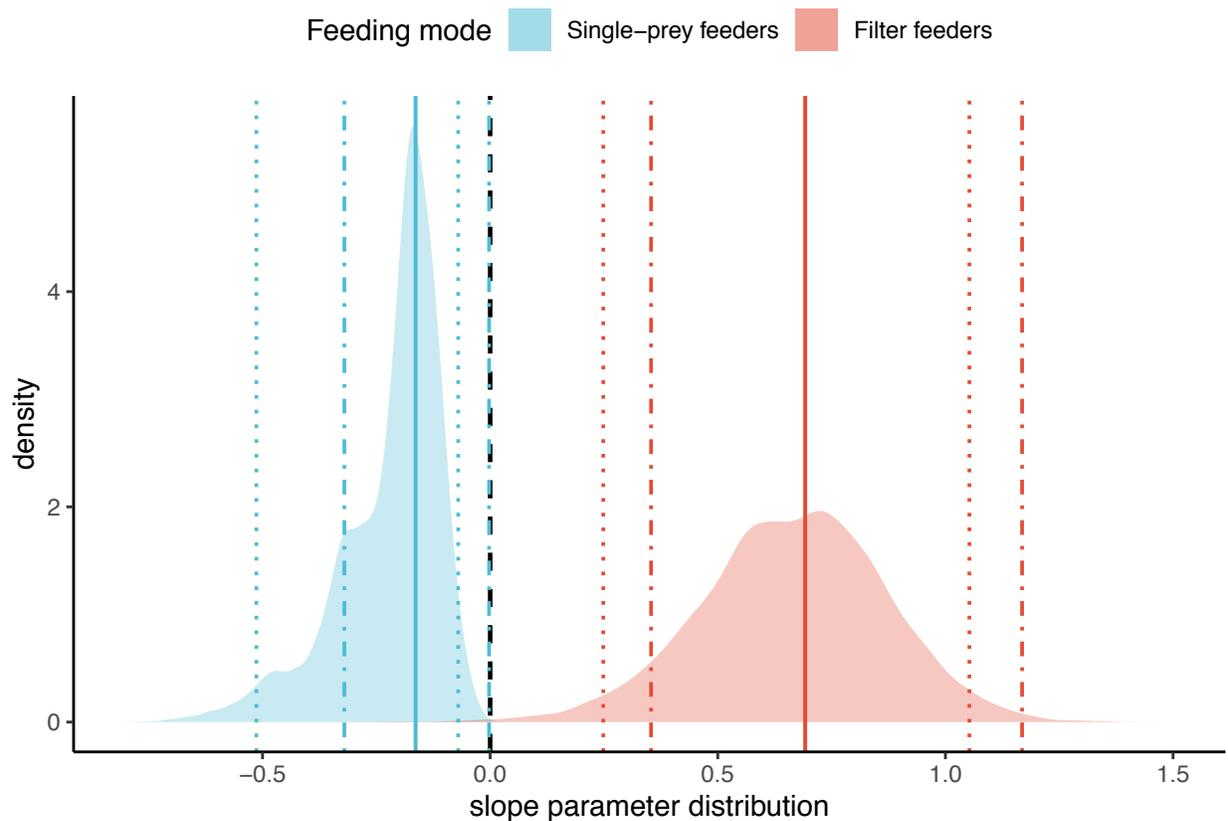 Feeding mode Single−prey feeders Filter feeders
density
4
2
0
−0.5 0.0 0.5 1.0 1.5
slope parameter distribution